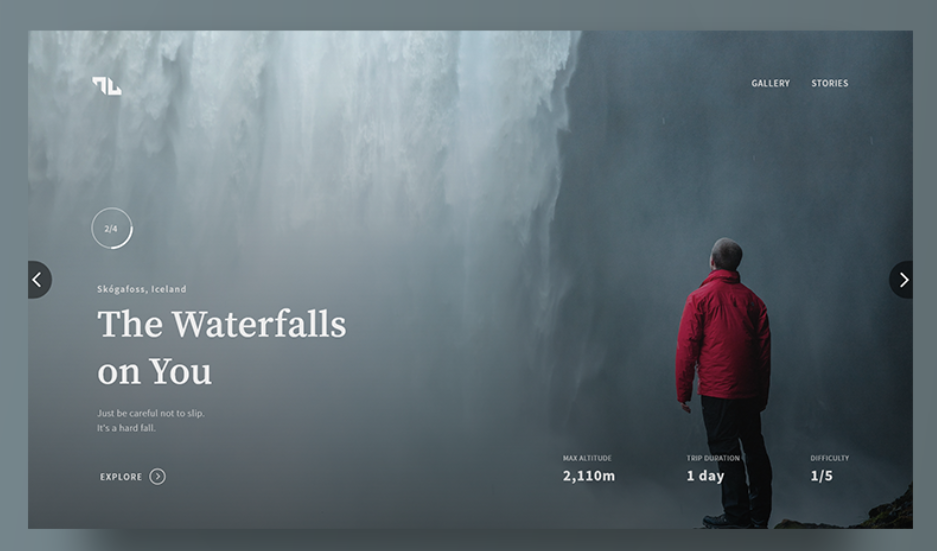 GALLERY STORIES
2/4
Skógafoss, Iceland
The Waterfalls
on You
Just be careful not to slip.
It's a hard fall.
EXPLORE
MAX ALTITUDE TRIP DURATION DIFFICULTY
2,110m 1 day 1/5